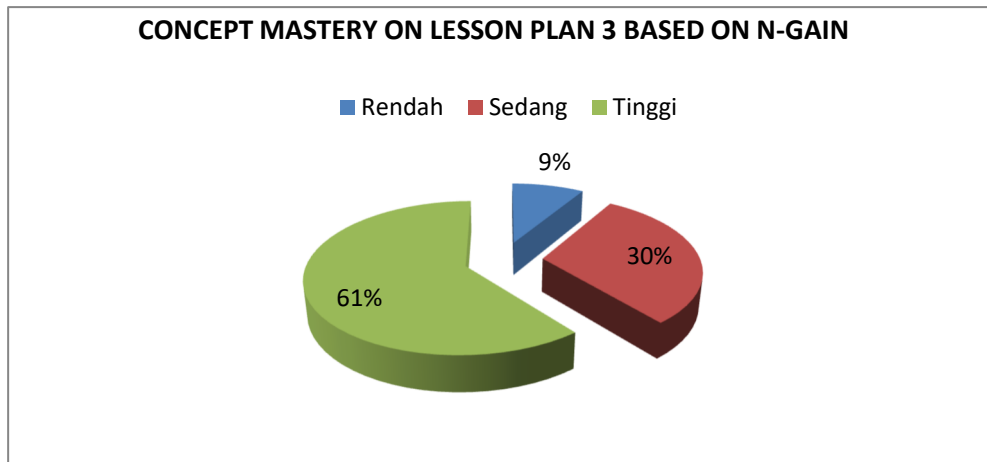 CONCEPT MASTERY ON LESSON PLAN 3 BASED ON N-GAIN
Rendah Sedang Tinggi
9%
30%
61%